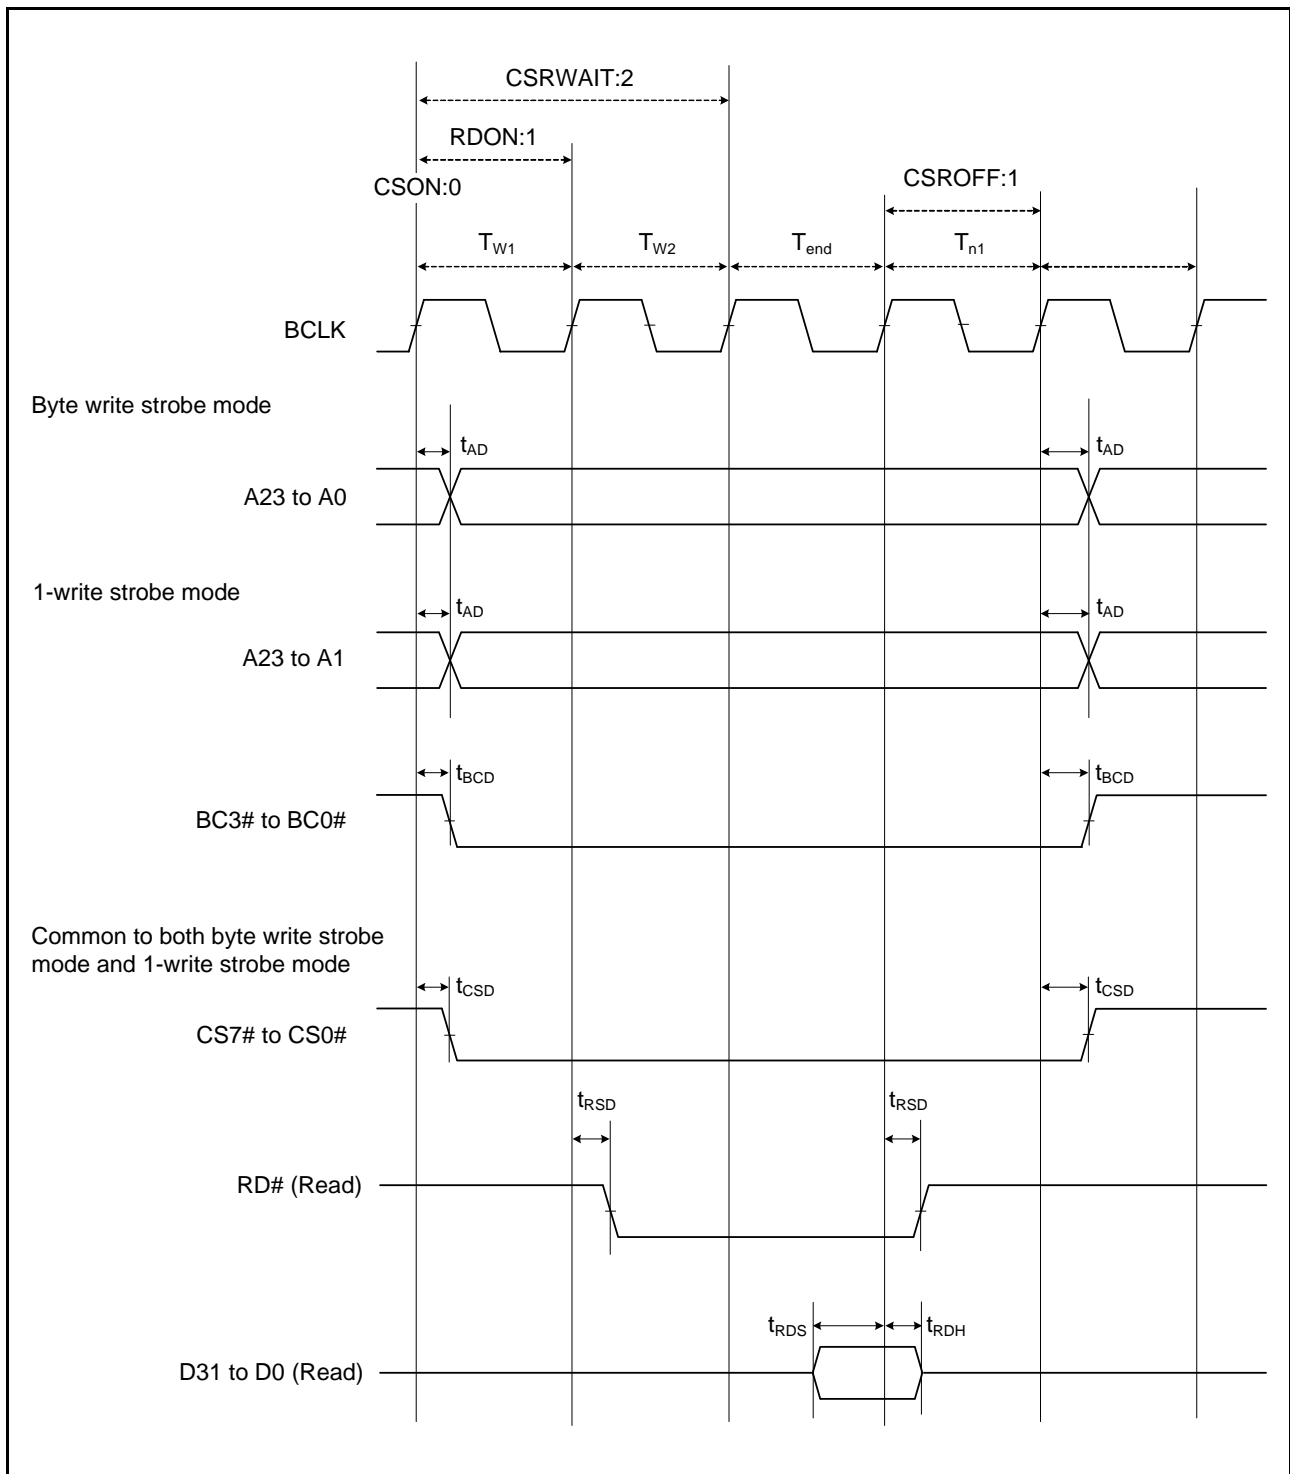 CSRWAIT:2
RDON:1
CSON:0
CSROFF:1
TW1 TW2 Tend Tn1
BCLK
Byte write strobe mode
tAD tAD
A23 to A0
1-write strobe mode
tAD tAD
A23 to A1
tBCD tBCD
BC3# to BC0#
Common to both byte write strobe
mode and 1-write strobe mode
tCSD tCSD
CS7# to CS0#
tRSD tRSD
RD# (Read)
tRDS tRDH
D31 to D0 (Read)